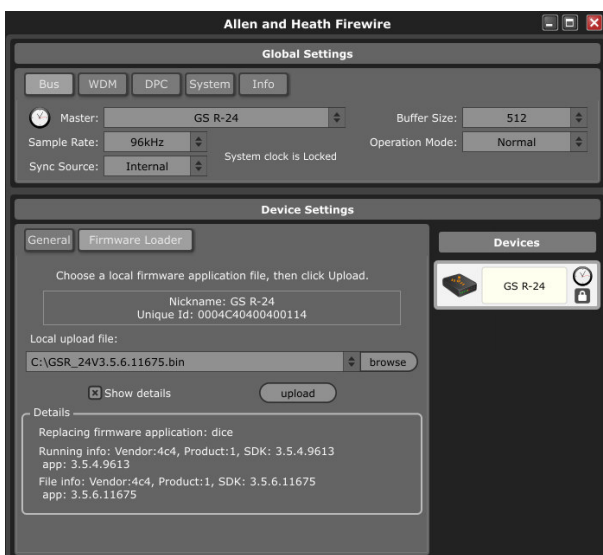 Allen and Heath Firewire
Global Settings
Bus WDM DPC System Info
Master: GS R-24 Buffer Size: 512
Sample Rate: 96kHz Operation Mode: Normal
System clock is Locked
Sync Source: Internal
Device Settings
General Firmware Loader
Devices
Choose a local firmware application file, then click Upload.
GS R-24
Nickname: GS R-24
Unique Id: 0004C40400400114
Local upload file:
C:\GSR_24V3.5.6.11675.bin browse
Show details upload
Details
Replacing firmware application: dice
Running info: Vendor:4c4, Product:1, SDK: 3.5.4.9613
app: 3.5.4.9613
File info: Vendor:4c4, Product:1, SDK: 3.5.6.11675
app: 3.5.6.11675